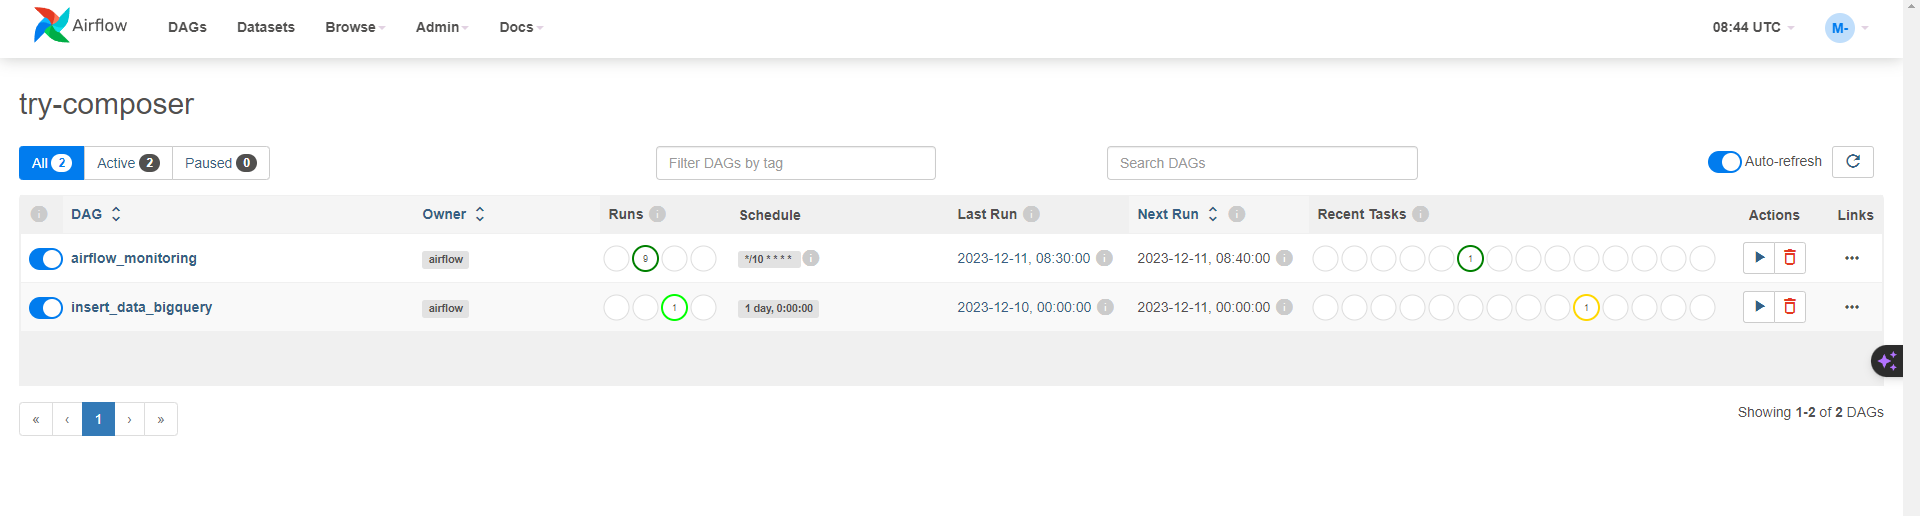 Airflow DAGs Datasets Browse Admin Docs 08:44 UTC M-
try-composer
All 2 Active 2 Paused 0 Filter DAGs by tag Search DAGs Auto-refresh
i DAG Owner Runs i Schedule Last Run i Next Run i Recent Tasks i Actions Links
airflow_monitoring airflow 9 */10 * * * * i 2023-12-11, 08:30:00 i 2023-12-11, 08:40:00 i 1 ...
insert_data_bigquery airflow 1 1 day, 0:00:00 2023-12-10, 00:00:00 i 2023-12-11, 00:00:00 i 1 ...
« ‹ 1 › » Showing 1-2 of 2 DAGs